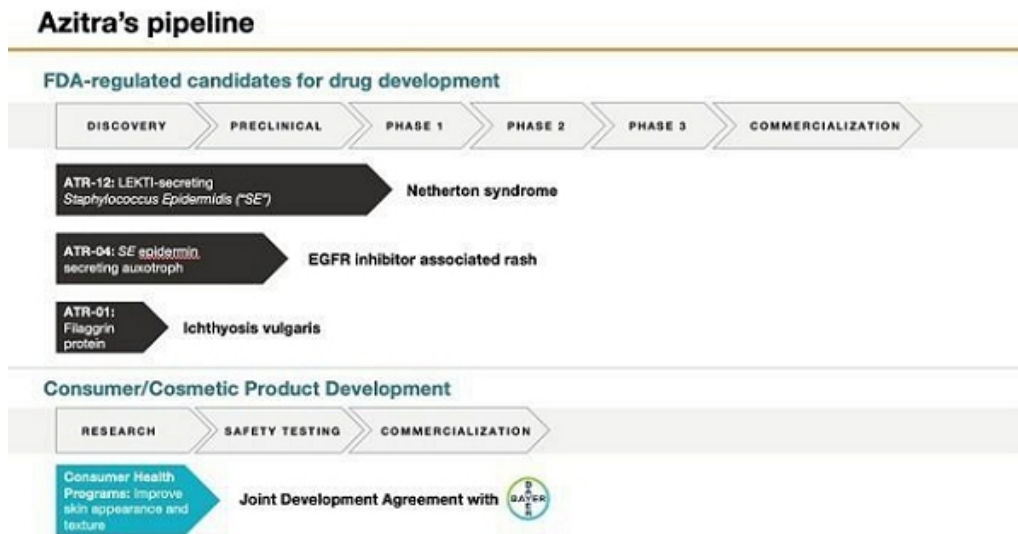 Azitra's pipeline
FDA-regulated candidates for drug development
DISCOVERY
PRECLINICAL
PHASE 1
PHASE 2
PHASE 3
COMMERCIALIZATION
ATR-12: LEKTI-secreting
Staphylococcus Epidermidis ("SE")
Netherton syndrome
ATR-04: SE epidermin
secreting auxotroph
EGFR inhibitor associated rash
ATR-01:
Filaggrin
protein
Ichthyosis vulgaris
Consumer/Cosmetic Product Development
RESEARCH
SAFETY TESTING
COMMERCIALIZATION
Consumer Health
Programs: Improve
skin appearance and
texture
Joint Development Agreement with
BAYER
BAYER